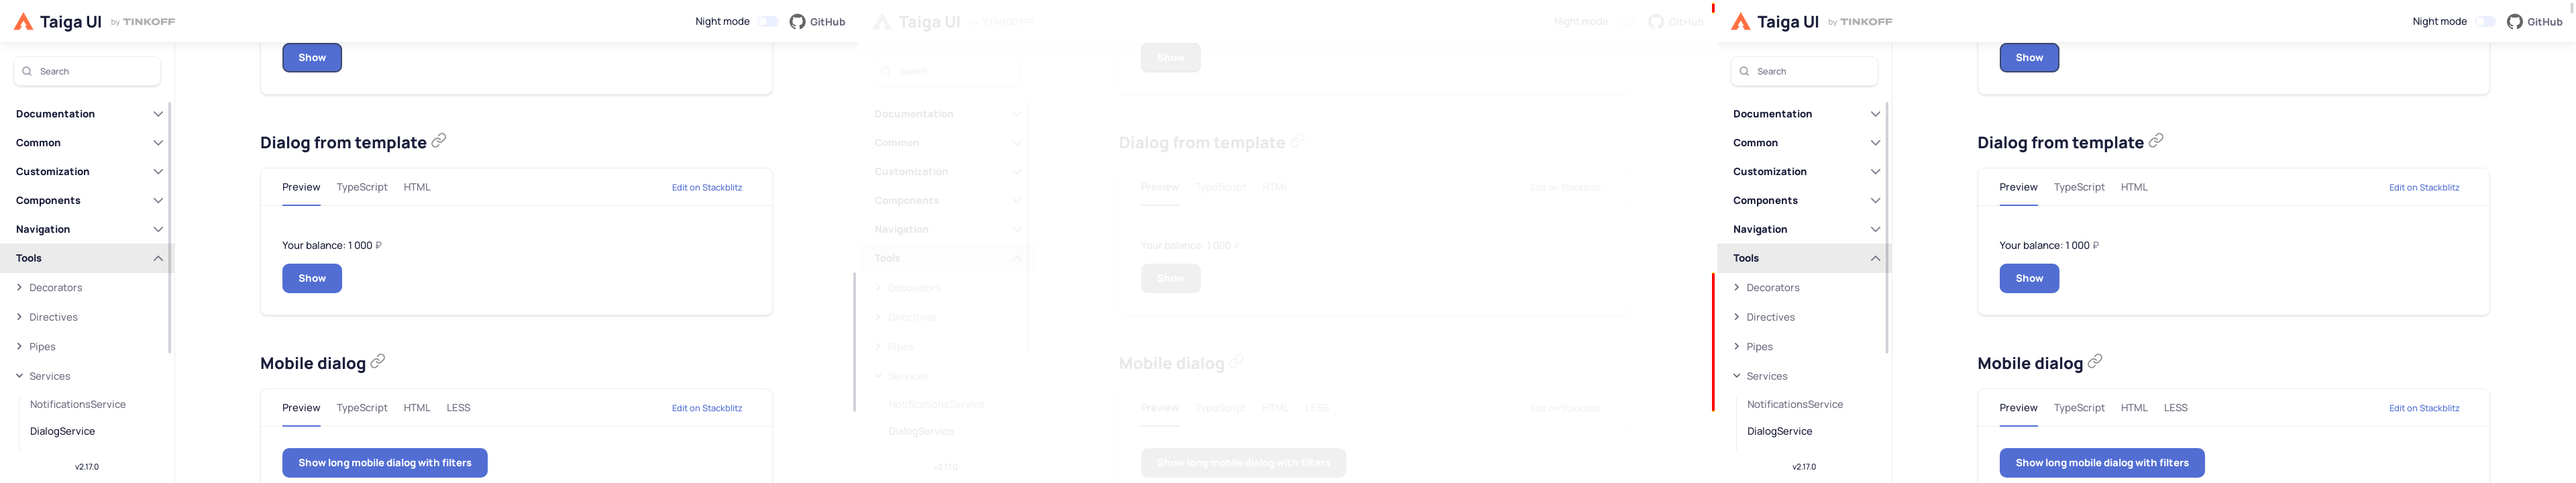 Taiga UI by TINKOFF
Night mode GitHub
Search
Documentation
Common
Customization
Components
Navigation
Tools
Decorators
Directives
Pipes
Services
NotificationsService
DialogService
v2.17.0
Show
Dialog from template
Preview TypeScript HTML Edit on Stackblitz
Your balance: 1 000 ₽
Show
Mobile dialog
Preview TypeScript HTML LESS Edit on Stackblitz
Show long mobile dialog with filters
Taiga UI by TINKOFF
Night mode GitHub
Search
Documentation
Common
Customization
Components
Navigation
Tools
Decorators
Directives
Pipes
Services
NotificationsService
DialogService
v2.17.0
Show
Dialog from template
Preview TypeScript HTML Edit on Stackblitz
Your balance: 1 000 ₽
Show
Mobile dialog
Preview TypeScript HTML LESS Edit on Stackblitz
Show long mobile dialog with filters
Taiga UI by TINKOFF
Night mode GitHub
Search
Documentation
Common
Customization
Components
Navigation
Tools
Decorators
Directives
Pipes
Services
NotificationsService
DialogService
v2.17.0
Show
Dialog from template
Preview TypeScript HTML Edit on Stackblitz
Your balance: 1 000 ₽
Show
Mobile dialog
Preview TypeScript HTML LESS Edit on Stackblitz
Show long mobile dialog with filters